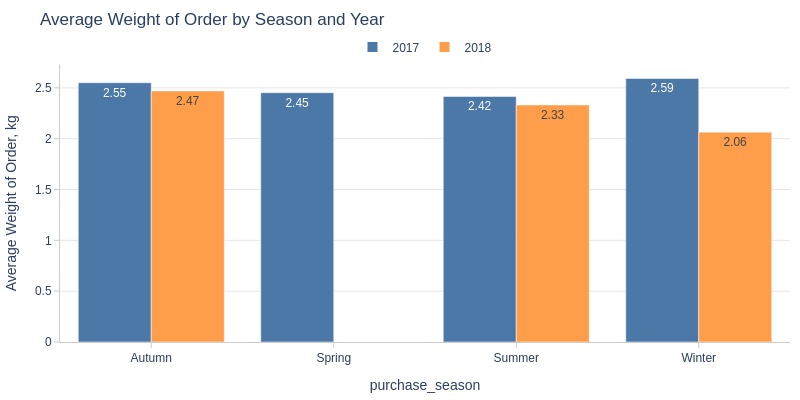 Average Weight of Order by Season and Year
2017 2018
Average Weight of Order, kg
2.5
2
1.5
1
0.5
0
2.55 2.47 2.45 2.42 2.33 2.59 2.06
Autumn Spring Summer Winter
purchase_season